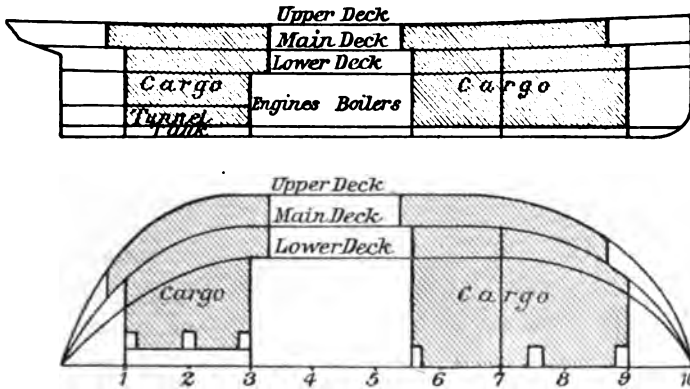 Upper Deck
Main Deck
Lower Deck
Cargo
Cargo
Engines Boilers
Tunnel
Tank
Upper Deck
Main Deck
Lower Deck
Cargo
Cargo
1 2 3 4 5 6 7 8 9 1